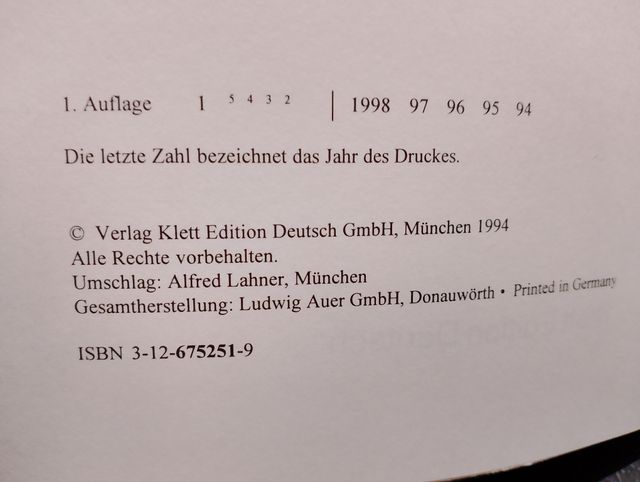 1. Auflage 1 5 4 3 2 | 1998 97 96 95 94
Die letzte Zahl bezeichnet das Jahr des Druckes.
© Verlag Klett Edition Deutsch GmbH, München 1994
Alle Rechte vorbehalten.
Umschlag: Alfred Lahner, München
Gesamtherstellung: Ludwig Auer GmbH, Donauwörth • Printed in Germany
ISBN 3-12-675251-9